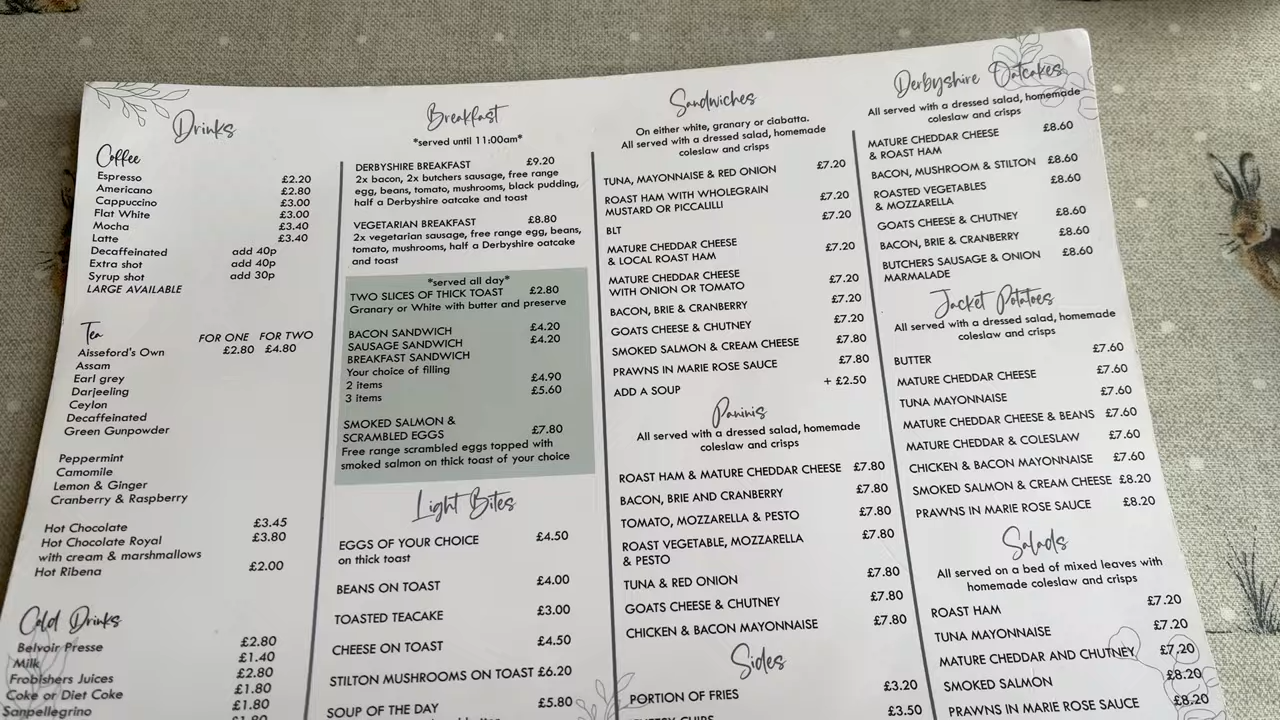 Drinks
Coffee
Espresso £2.20
Americano £2.80
Cappuccino £3.00
Flat White £3.00
Mocha £3.40
Latte £3.40
Decaffeinated add 40p
Extra shot add 40p
Syrup shot add 30p
LARGE AVAILABLE
Tea FOR ONE FOR TWO
Aisseford's Own £2.80 £4.80
Assam
Earl grey
Darjeeling
Ceylon
Decaffeinated
Green Gunpowder
Peppermint
Camomile
Lemon & Ginger
Cranberry & Raspberry
Hot Chocolate £3.45
Hot Chocolate Royal £3.80
with cream & marshmallows
Hot Ribena £2.00
Cold Drinks
Belvoir Presse £2.80
Milk £1.40
Frobishers Juices £2.80
Coke or Diet Coke £1.80
Sanpellegrino £1.80
£1.80
Breakfast
*served until 11:00am*
DERBYSHIRE BREAKFAST £9.20
2x bacon, 2x butchers sausage, free range
egg, beans, tomato, mushrooms, black pudding,
half a Derbyshire oatcake and toast
VEGETARIAN BREAKFAST £8.80
2x vegetarian sausage, free range egg, beans,
tomato, mushrooms, half a Derbyshire oatcake
and toast
*served all day*
TWO SLICES OF THICK TOAST £2.80
Granary or White with butter and preserve
BACON SANDWICH £4.20
SAUSAGE SANDWICH £4.20
BREAKFAST SANDWICH
Your choice of filling
2 items £4.90
3 items £5.60
SMOKED SALMON &
SCRAMBLED EGGS £7.80
Free range scrambled eggs topped with
smoked salmon on thick toast of your choice
Light Bites
EGGS OF YOUR CHOICE £4.50
on thick toast
BEANS ON TOAST £4.00
TOASTED TEACAKE £3.00
CHEESE ON TOAST £4.50
STILTON MUSHROOMS ON TOAST £6.20
SOUP OF THE DAY £5.80
Sandwiches
On either white, granary or ciabatta.
All served with a dressed salad, homemade
coleslaw and crisps
TUNA, MAYONNAISE & RED ONION £7.20
ROAST HAM WITH WHOLEGRAIN £7.20
MUSTARD OR PICCALILLI
BLT £7.20
MATURE CHEDDAR CHEESE £7.20
& LOCAL ROAST HAM
MATURE CHEDDAR CHEESE £7.20
WITH ONION OR TOMATO
BACON, BRIE & CRANBERRY £7.20
GOATS CHEESE & CHUTNEY £7.20
SMOKED SALMON & CREAM CHEESE £7.80
PRAWNS IN MARIE ROSE SAUCE £7.80
ADD A SOUP + £2.50
Paninis
All served with a dressed salad, homemade
coleslaw and crisps
ROAST HAM & MATURE CHEDDAR CHEESE £7.80
BACON, BRIE AND CRANBERRY £7.80
TOMATO, MOZZARELLA & PESTO £7.80
ROAST VEGETABLE, MOZZARELLA £7.80
& PESTO
TUNA & RED ONION £7.80
GOATS CHEESE & CHUTNEY £7.80
CHICKEN & BACON MAYONNAISE £7.80
Sides
PORTION OF FRIES £3.20
CHIPS £3.50
Derbyshire Oatcakes
All served with a dressed salad, homemade
coleslaw and crisps
MATURE CHEDDAR CHEESE £8.60
& ROAST HAM
BACON, MUSHROOM & STILTON £8.60
ROASTED VEGETABLES £8.60
& MOZZARELLA
GOATS CHEESE & CHUTNEY £8.60
BACON, BRIE & CRANBERRY £8.60
BUTCHERS SAUSAGE & ONION £8.60
MARMALADE
Jacket Potatoes
All served with a dressed salad, homemade
coleslaw and crisps
BUTTER £7.60
MATURE CHEDDAR CHEESE £7.60
TUNA MAYONNAISE £7.60
MATURE CHEDDAR CHEESE & BEANS £7.60
MATURE CHEDDAR & COLESLAW £7.60
CHICKEN & BACON MAYONNAISE £7.60
SMOKED SALMON & CREAM CHEESE £8.20
PRAWNS IN MARIE ROSE SAUCE £8.20
Salads
All served on a bed of mixed leaves with
homemade coleslaw and crisps
ROAST HAM £7.20
TUNA MAYONNAISE £7.20
MATURE CHEDDAR AND CHUTNEY £7.20
SMOKED SALMON £8.20
PRAWNS IN MARIE ROSE SAUCE £8.20